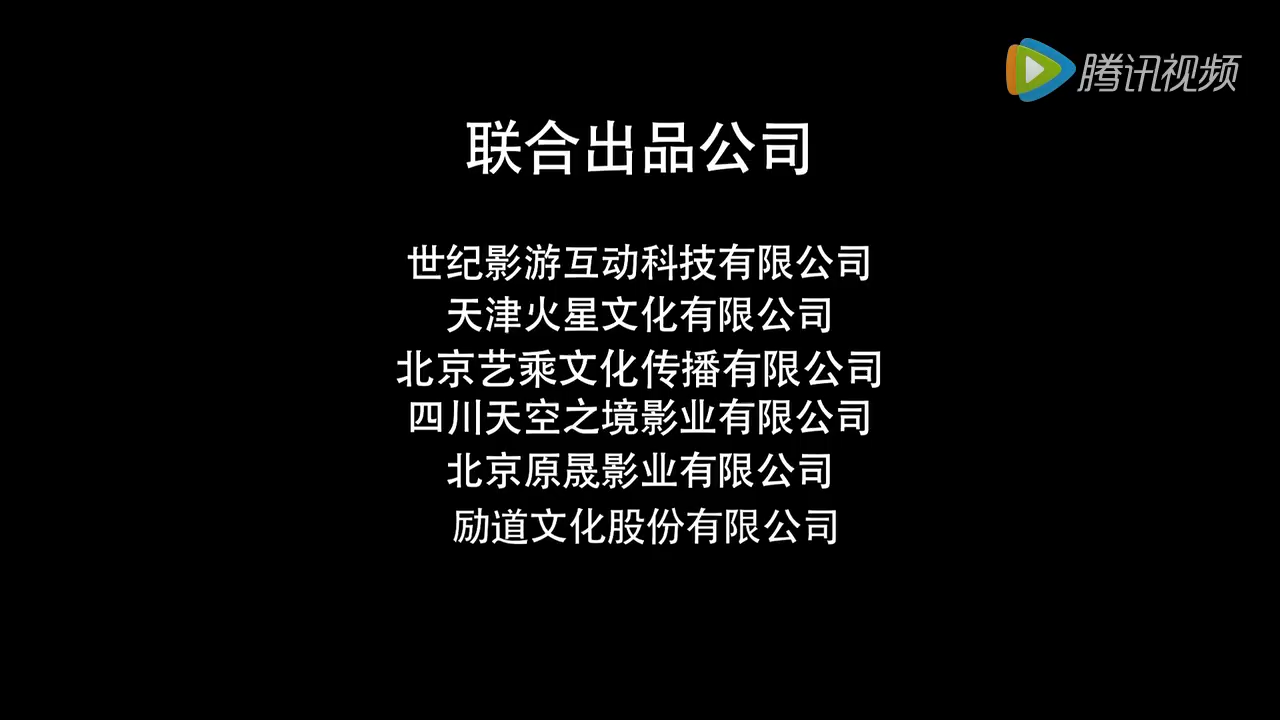 腾讯视频
联合出品公司
世纪影游互动科技有限公司
天津火星文化有限公司
北京艺乘文化传播有限公司
四川天空之境影业有限公司
北京原晟影业有限公司
励道文化股份有限公司